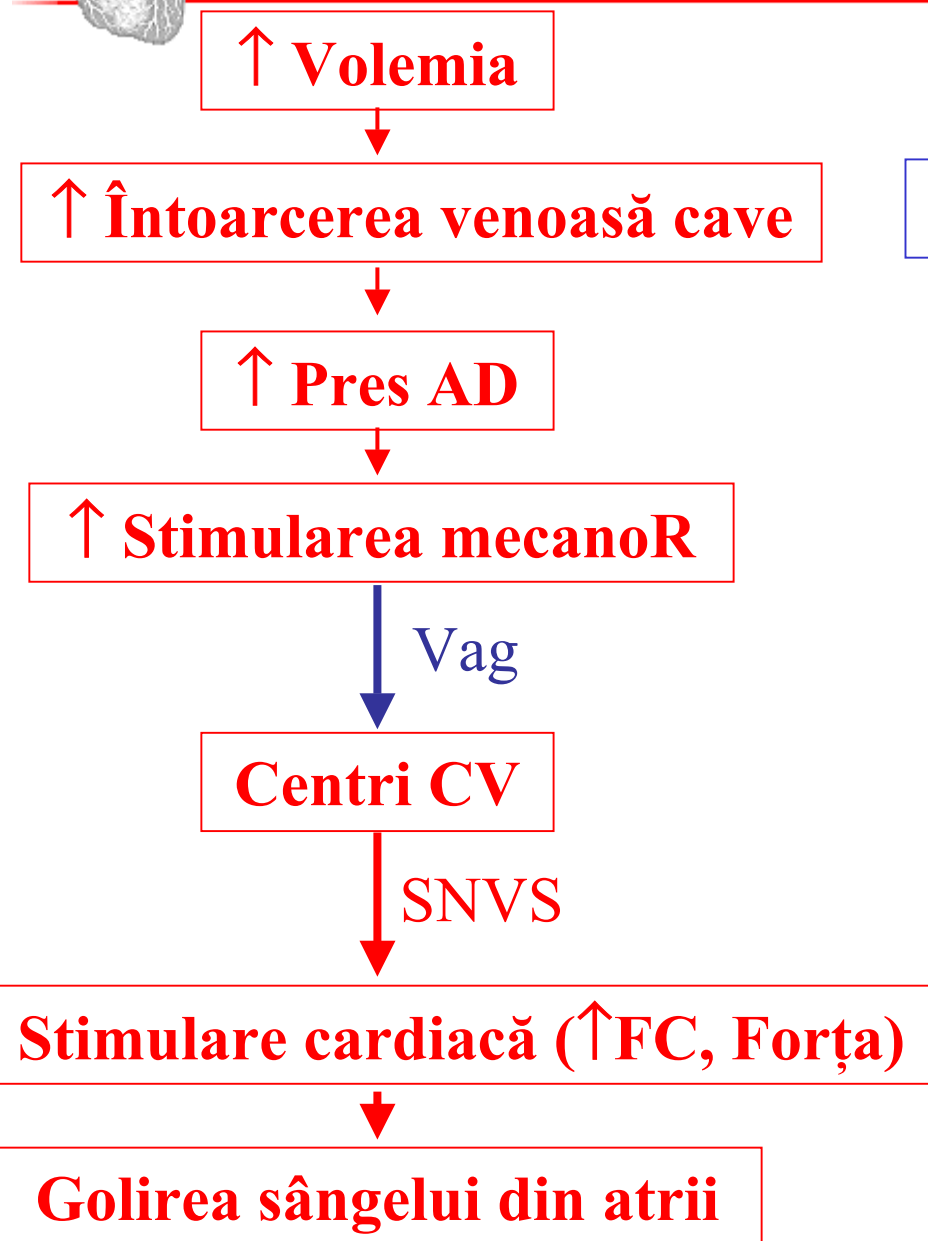 ↑ Volemia
↑ Întoarcerea venoasă cave
↑ Pres AD
↑ Stimularea mecanoR
Vag
Centri CV
SNVS
Stimulare cardiacă (↑FC, Forța)
Golirea sângelui din atrii